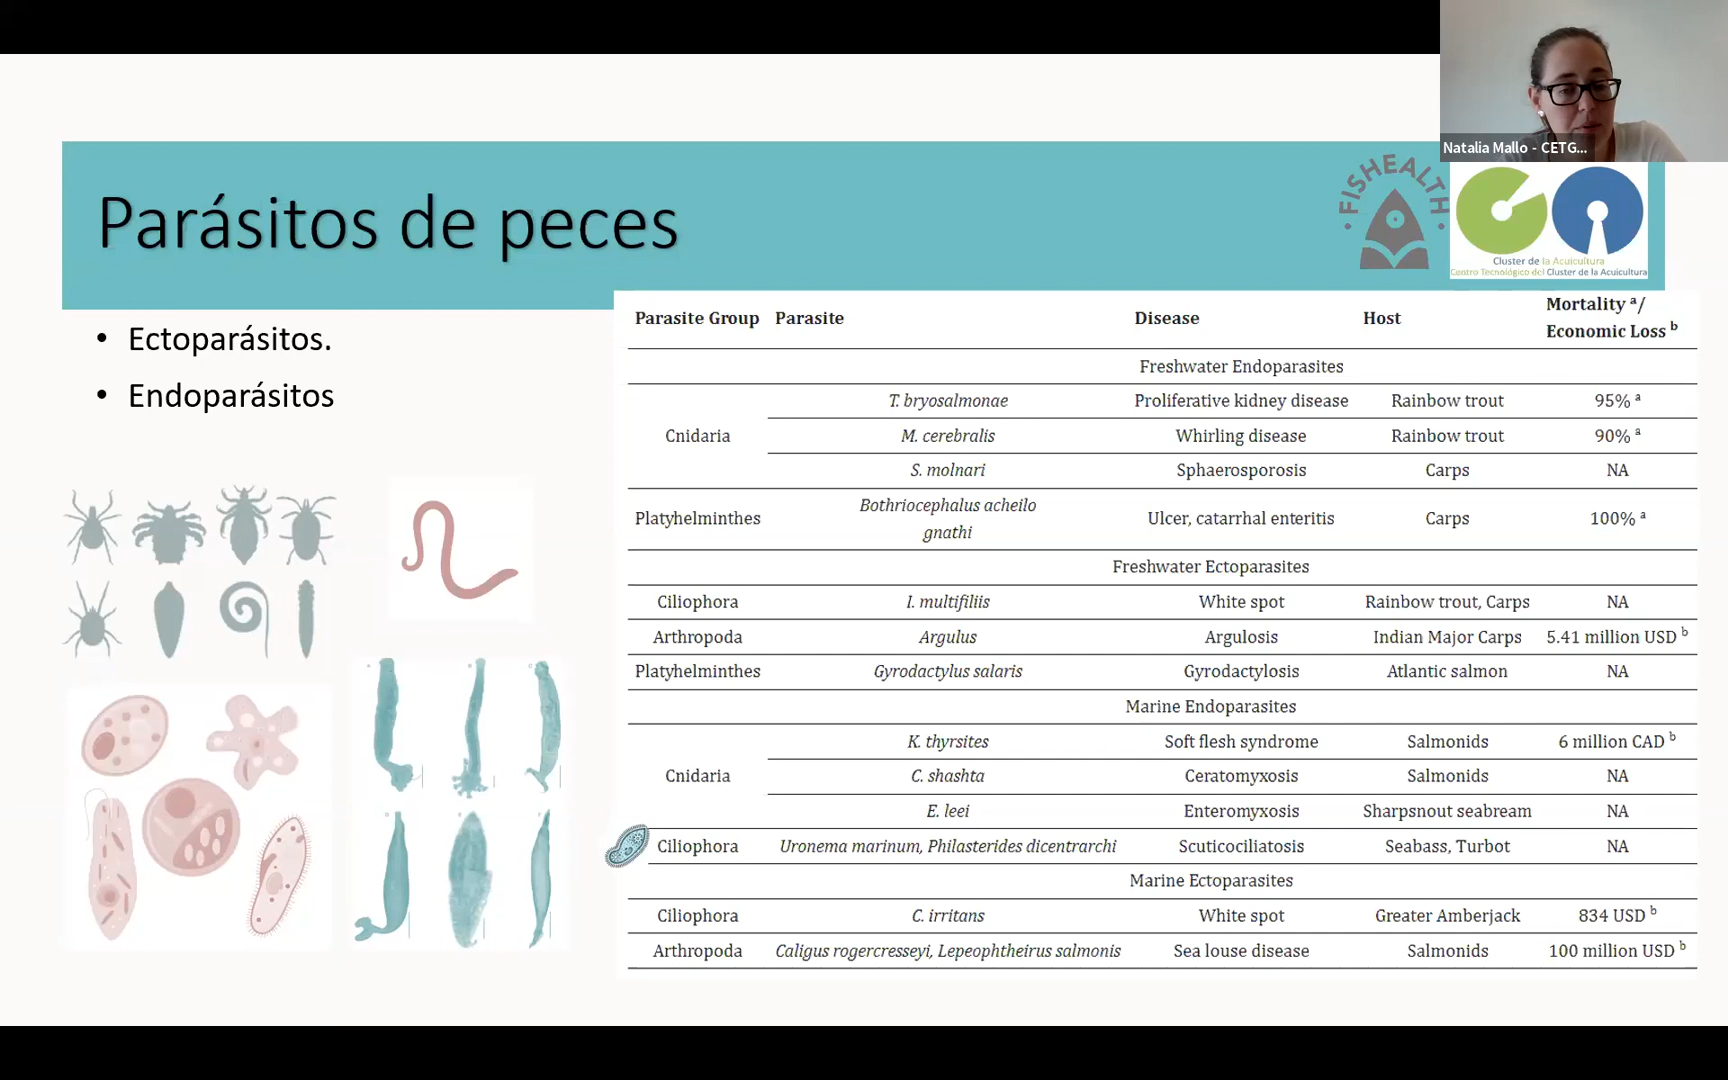 Natalia Mallo - CETG...
Parásitos de peces
• FISHEALTH •
Cluster de la Acuicultura
Centro Tecnológico del Cluster de la Acuicultura
• Ectoparásitos.
• Endoparásitos
Parasite Group Parasite Disease Host Mortality a/ Economic Loss b
Freshwater Endoparasites
Cnidaria
T. bryosalmonae Proliferative kidney disease Rainbow trout 95% a
M. cerebralis Whirling disease Rainbow trout 90% a
S. molnari Sphaerosporosis Carps NA
Platyhelminthes Bothriocephalus acheilo gnathi Ulcer, catarrhal enteritis Carps 100% a
Freshwater Ectoparasites
Ciliophora I. multifiliis White spot Rainbow trout, Carps NA
Arthropoda Argulus Argulosis Indian Major Carps 5.41 million USD b
Platyhelminthes Gyrodactylus salaris Gyrodactylosis Atlantic salmon NA
Marine Endoparasites
Cnidaria
K. thyrsites Soft flesh syndrome Salmonids 6 million CAD b
C. shashta Ceratomyxosis Salmonids NA
E. leei Enteromyxosis Sharpsnout seabream NA
Ciliophora Uronema marinum, Philasterides dicentrarchi Scuticociliatosis Seabass, Turbot NA
Marine Ectoparasites
Ciliophora C. irritans White spot Greater Amberjack 834 USD b
Arthropoda Caligus rogercresseyi, Lepeophtheirus salmonis Sea louse disease Salmonids 100 million USD b